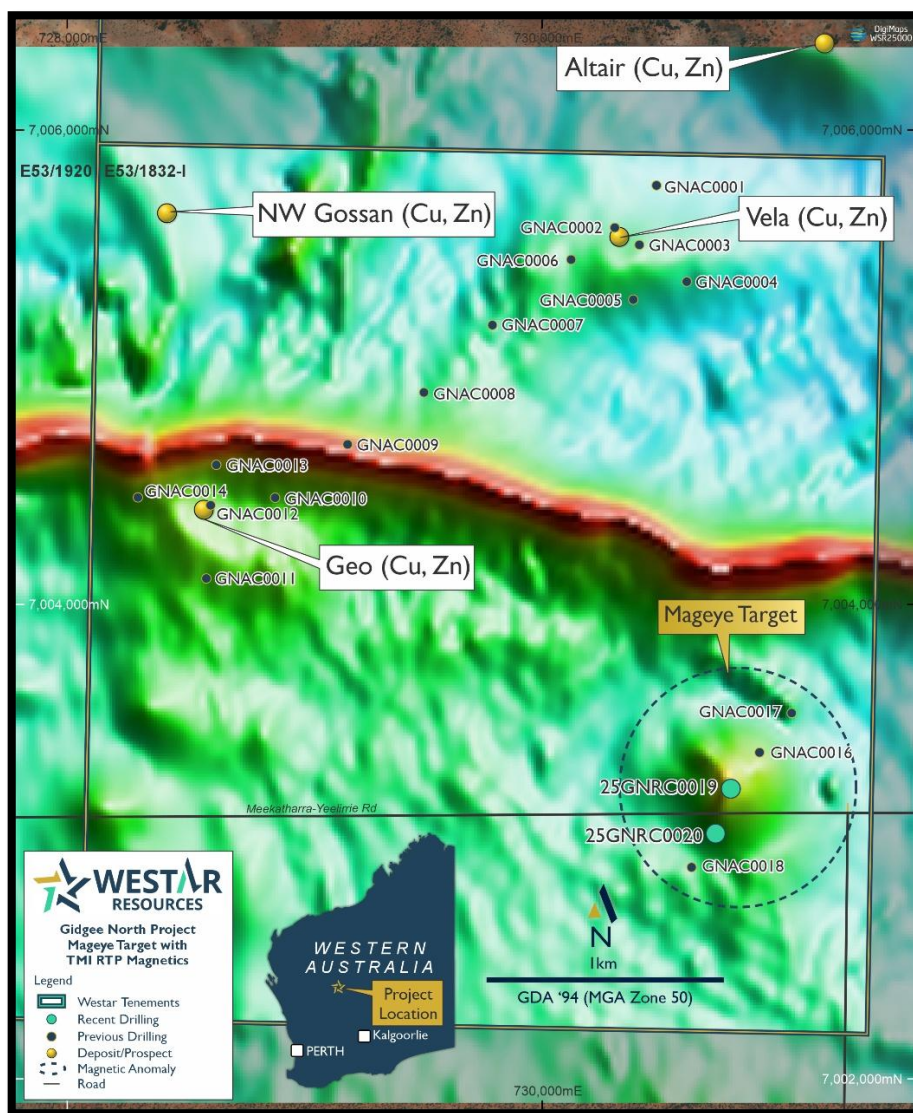 728,000mE
730,000mE
DigiMaps
WSR25000
Altair (Cu, Zn)
7,006,000mN
7,006,000mN
E53/1920
E53/1832-I
GNAC0001
NW Gossan (Cu, Zn)
GNAC0002
Vela (Cu, Zn)
GNAC0003
GNAC0006
GNAC0004
GNAC0005
GNAC0007
GNAC0008
GNAC0009
GNAC0013
GNAC0014
GNAC0010
GNAC0012
Geo (Cu, Zn)
GNAC0011
7,004,000mN
7,004,000mN
Mageye Target
GNAC0017
GNAC0016
25GNRC0019
Meekatharra-Yeelirrie Rd
25GNRC0020
GNAC0018
WESTAR
RESOURCES
Gidgee North Project
Mageye Target with
TMI RTP Magnetics
Legend
Westar Tenements
Recent Drilling
Previous Drilling
Deposit/Prospect
Magnetic Anomaly
Road
WESTERN
AUSTRALIA
Project
Location
Kalgoorlie
PERTH
N
1km
GDA '94 (MGA Zone 50)
730,000mE
7,002,000mN